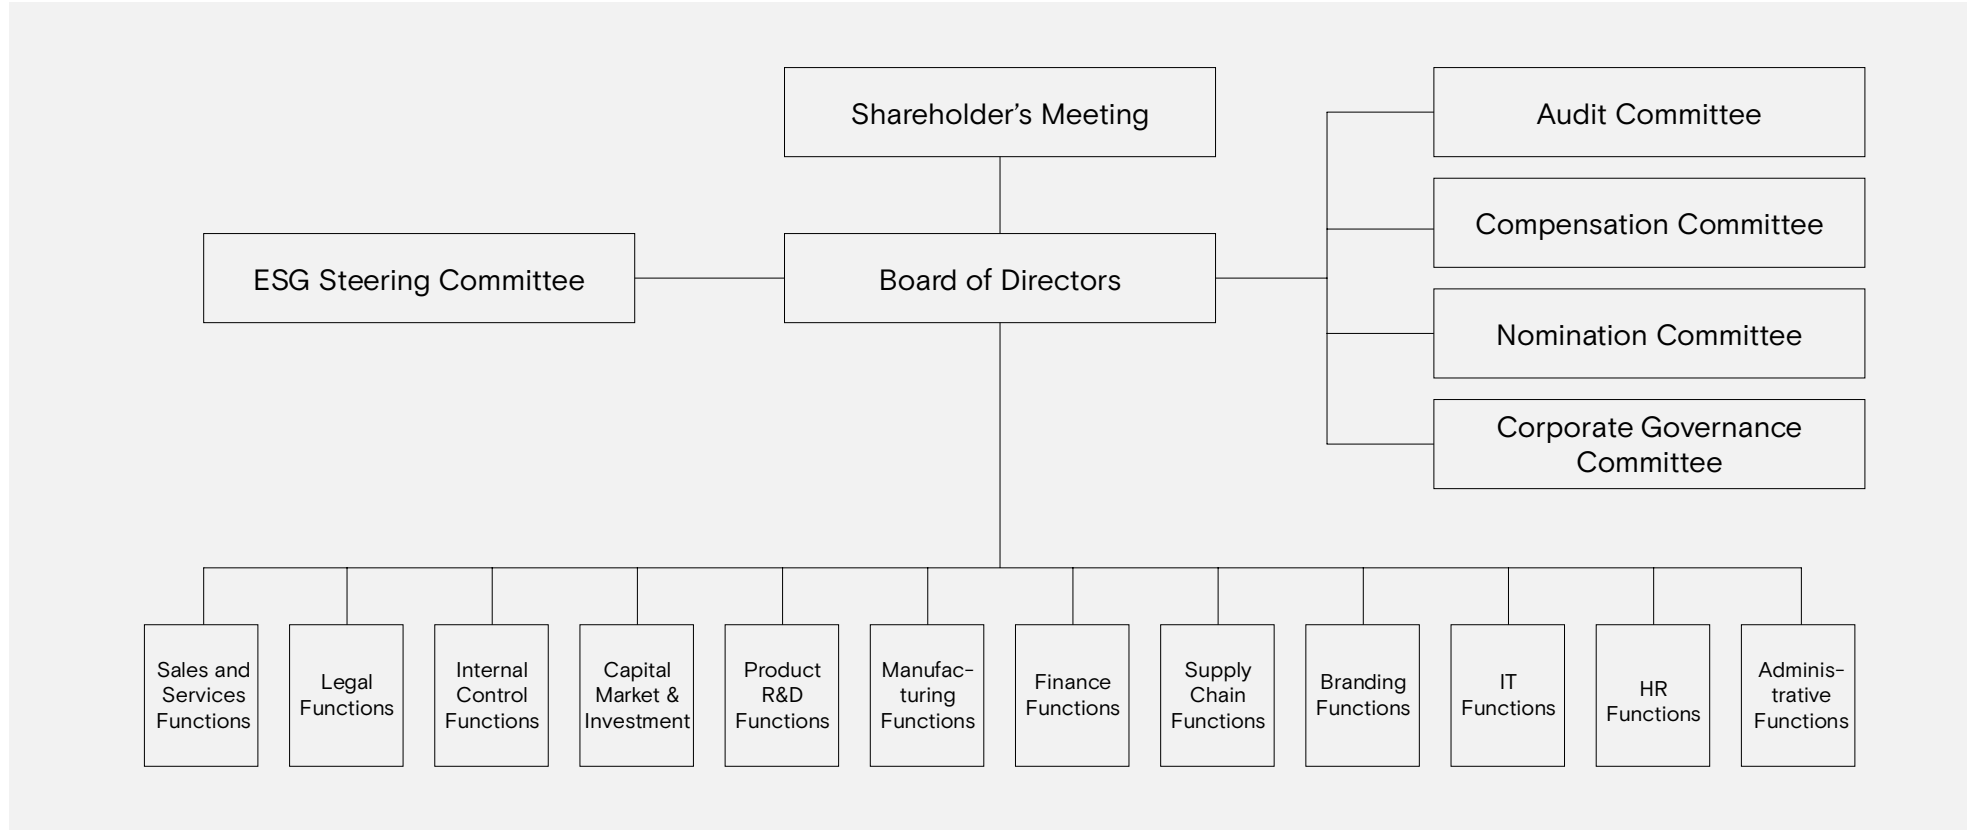 Shareholder’s Meeting
Audit Committee
Compensation Committee
ESG Steering Committee
Board of Directors
Nomination Committee
Corporate Governance
Committee
Sales and
Services
Functions
Legal
Functions
Internal
Control
Functions
Capital
Market &
Investment
Product
R&D
Functions
Manufac-
turing
Functions
Finance
Functions
Supply
Chain
Functions
Branding
Functions
IT
Functions
HR
Functions
Adminis-
trative
Functions